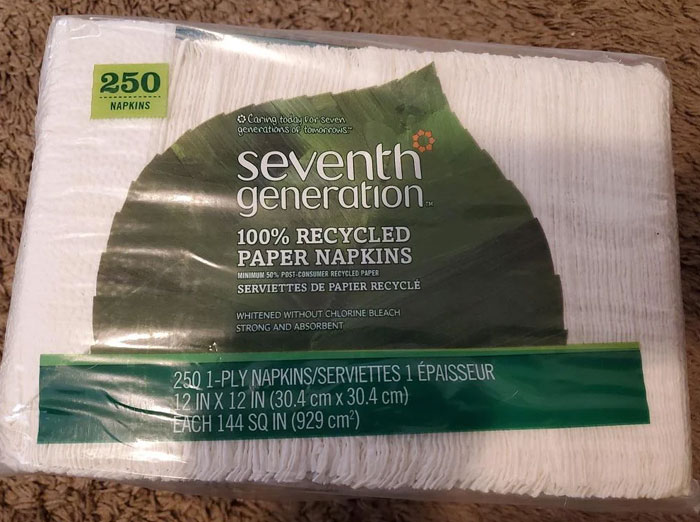 250
NAPKINS
Caring today for seven
generations of tomorrows™
seventh
generation™
100% RECYCLED
PAPER NAPKINS
MINIMUM 50% POST-CONSUMER RECYCLED PAPER
SERVIETTES DE PAPIER RECYCLÉ
WHITENED WITHOUT CHLORINE BLEACH
STRONG AND ABSORBENT
250 1-PLY NAPKINS/SERVIETTES 1 ÉPAISSEUR
12 IN X 12 IN (30.4 cm x 30.4 cm)
EACH 144 SQ IN (929 cm²)